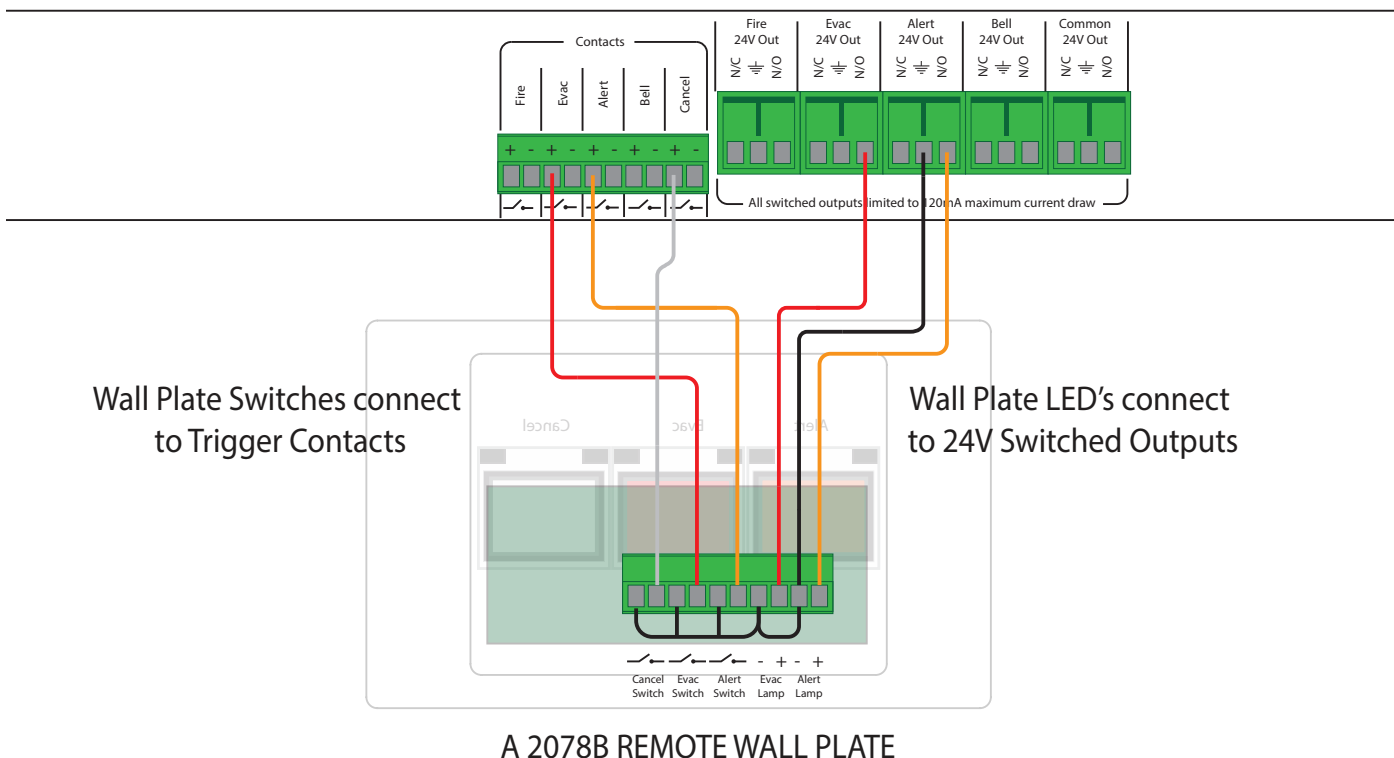 Contacts
Fire
Evac
Alert
Bell
Cancel
+ - + - + - + - + -
Fire
24V Out
Evac
24V Out
Alert
24V Out
Bell
24V Out
Common
24V Out
N/C N/O
N/C N/O
N/C N/O
N/C N/O
N/C N/O
All switched outputs limited to 120mA maximum current draw
Wall Plate Switches connect
to Trigger Contacts
Wall Plate LED's connect
to 24V Switched Outputs
Cancel
Evac
Alert
- + - +
Cancel
Switch
Evac
Switch
Alert
Switch
Evac
Lamp
Alert
Lamp
A 2078B REMOTE WALL PLATE